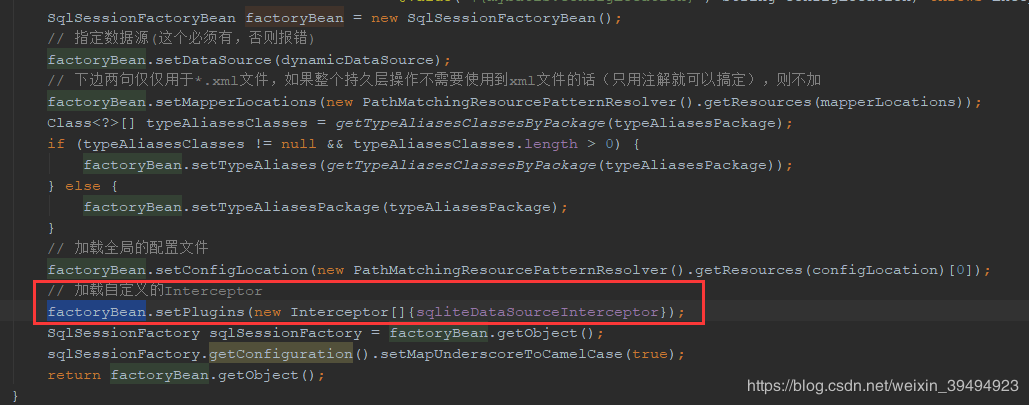 SqlSessionFactoryBean factoryBean = new SqlSessionFactoryBean();
// 指定数据源(这个必须有，否则报错)
factoryBean.setDataSource(dynamicDataSource);
// 下边两句仅仅用于*.xml文件，如果整个持久层操作不需要使用到xml文件的话（只用注解就可以搞定），则不加
factoryBean.setMapperLocations(new PathMatchingResourcePatternResolver().getResources(mapperLocations));
Class<?>[] typeAliasesClasses = getTypeAliasesClassesByPackage(typeAliasesPackage);
if (typeAliasesClasses != null && typeAliasesClasses.length > 0) {
factoryBean.setTypeAliases(getTypeAliasesClassesByPackage(typeAliasesPackage));
} else {
factoryBean.setTypeAliasesPackage(typeAliasesPackage);
}
// 加载全局的配置文件
factoryBean.setConfigLocation(new PathMatchingResourcePatternResolver().getResources(configLocation)[0]);
// 加载自定义的Interceptor
factoryBean.setPlugins(new Interceptor[]{sqliteDataSourceInterceptor});
SqlSessionFactory sqlSessionFactory = factoryBean.getObject();
sqlSessionFactory.getConfiguration().setMapUnderscoreToCamelCase(true);
return factoryBean.getObject();
}
https://blog.csdn.net/weixin_39494923